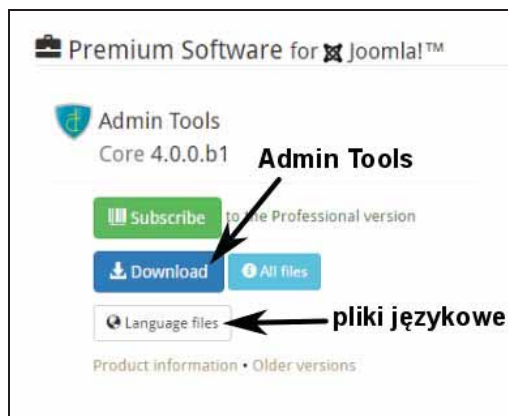 Premium Software for Joomla!™
Admin Tools
Core 4.0.0.b1
Admin Tools
Subscribe to the Professional version
Download All files
Language files pliki językowe
Product information • Older versions